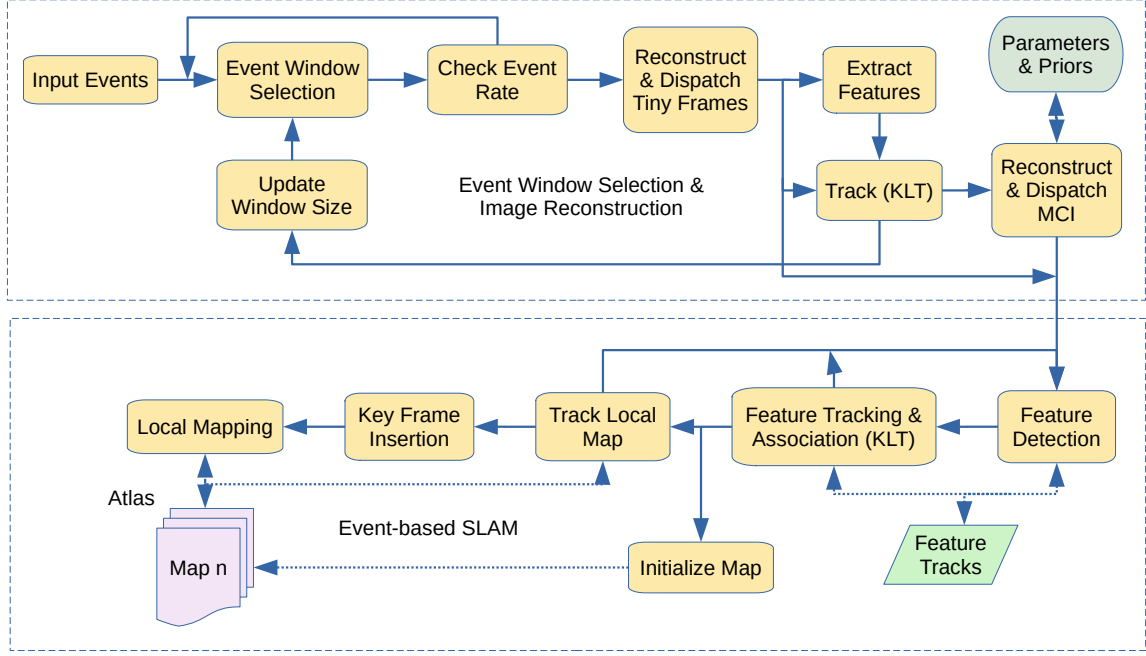 Input Events
Event Window
Selection
Check Event
Rate
Reconstruct
& Dispatch
Tiny Frames
Extract
Features
Parameters
& Priors
Update
Window Size
Event Window Selection &
Image Reconstruction
Track (KLT)
Reconstruct
& Dispatch
MCI
Local Mapping
Key Frame
Insertion
Track Local
Map
Feature Tracking &
Association (KLT)
Feature
Detection
Atlas
Map n
Event-based SLAM
Initialize Map
Feature
Tracks